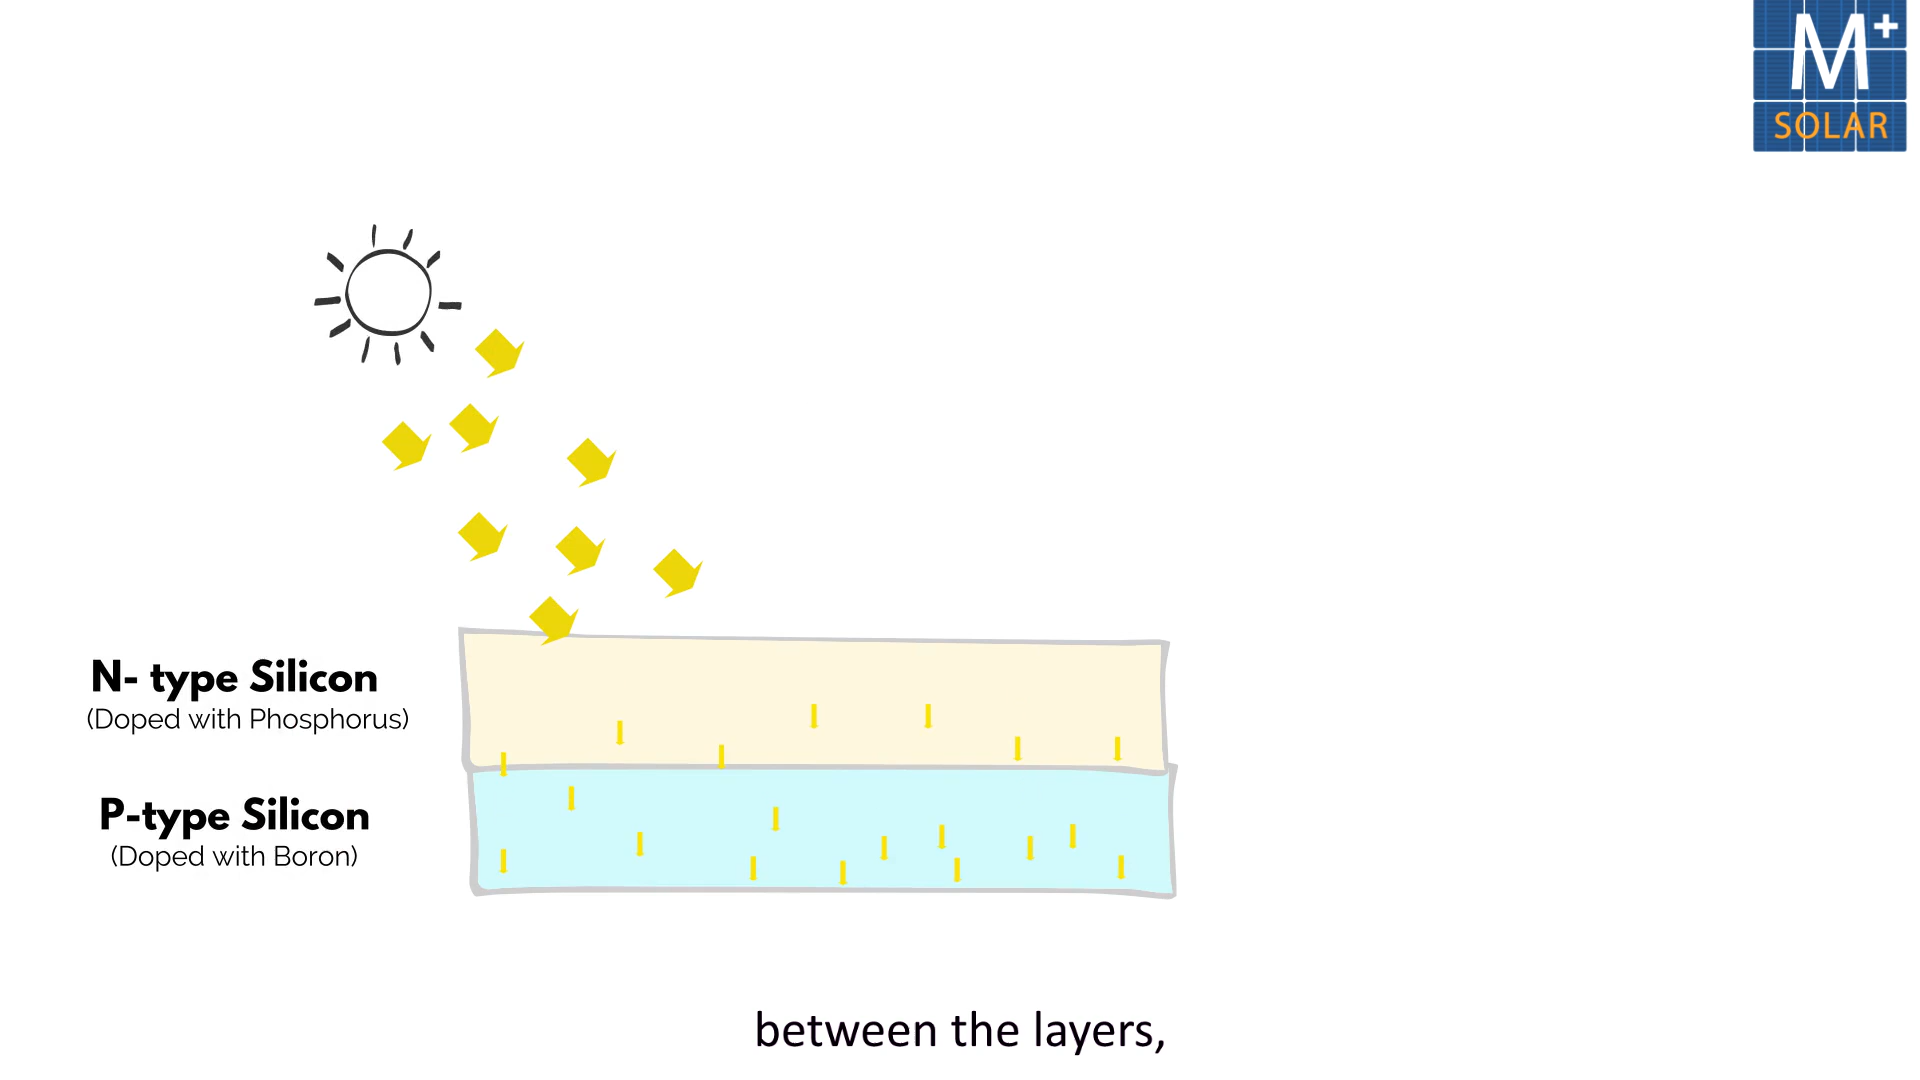 M+
SOLAR
N- type Silicon
(Doped with Phosphorus)
P-type Silicon
(Doped with Boron)
between the layers,